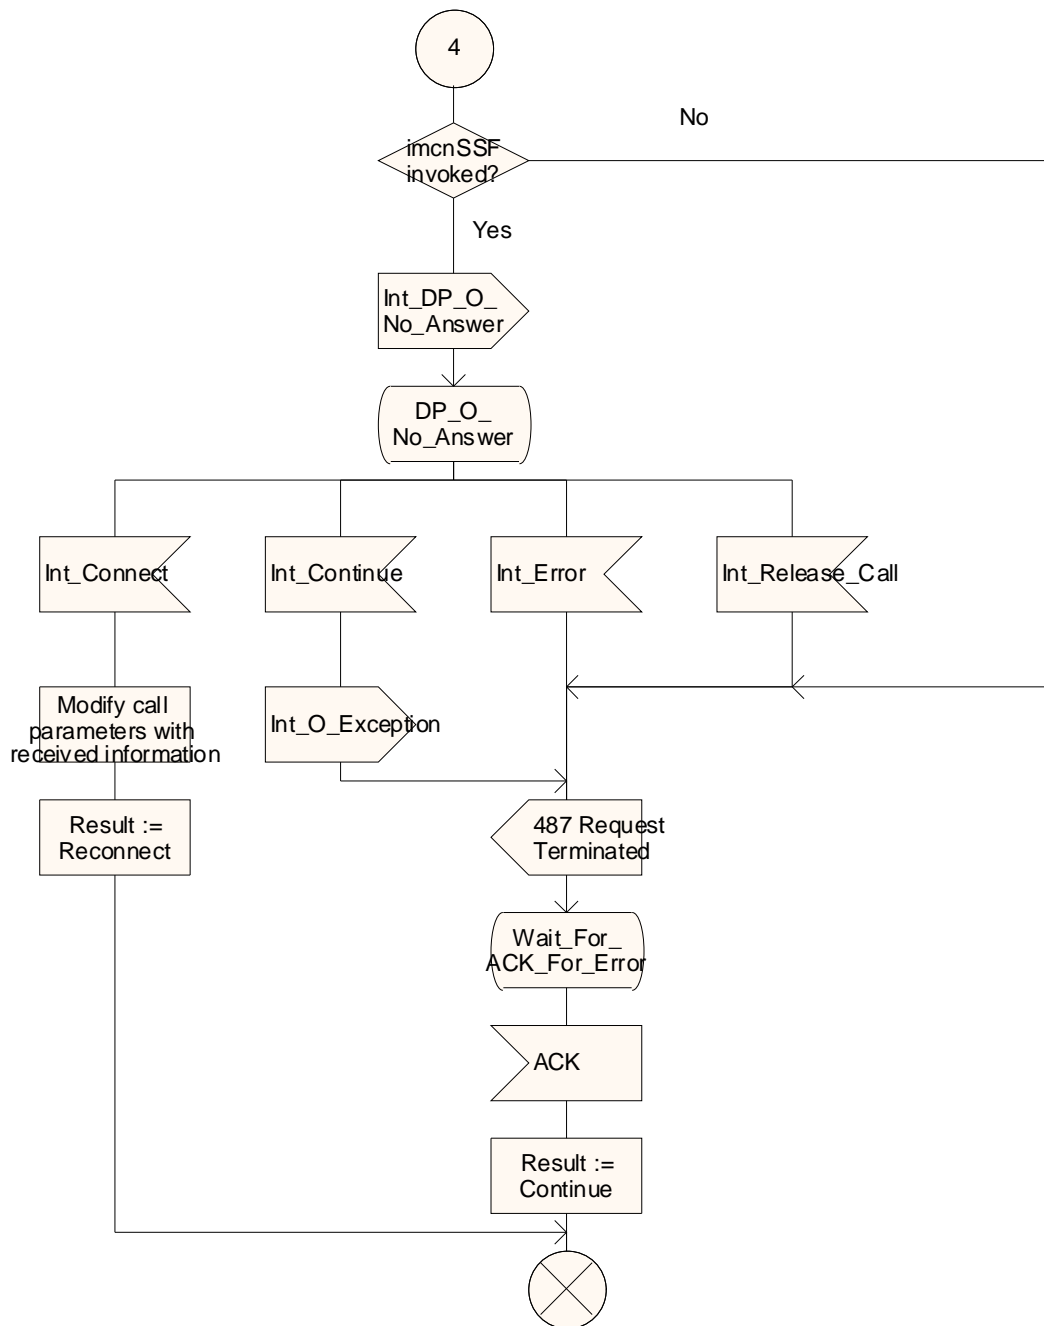 4
No
imcnSSF
invoked?
Yes
Int_DP_O_
No_Answer
DP_O_
No_Answer
Int_Connect
Int_Continue
Int_Error
Int_Release_Call
Modify call
parameters with
received information
Int_O_Exception
Result :=
Reconnect
487 Request
Terminated
Wait_For_
ACK_For_Error
ACK
Result :=
Continue